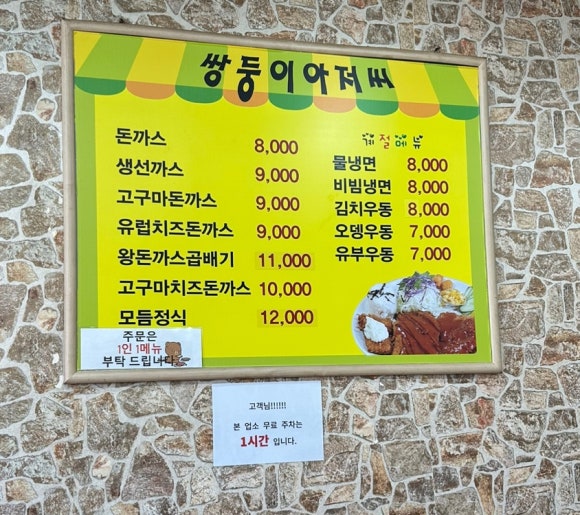 쌍둥이아저씨
돈까스 8,000
생선까스 9,000
고구마돈까스 9,000
유럽치즈돈까스 9,000
왕돈까스곱배기 11,000
고구마치즈돈까스 10,000
모듬정식 12,000
계절메뉴
물냉면 8,000
비빔냉면 8,000
김치우동 8,000
오뎅우동 7,000
유부우동 7,000
주문은
1인 1메뉴
부탁 드립니다
고객님!!!!!!
본 업소 무료 주차는
1시간 입니다.